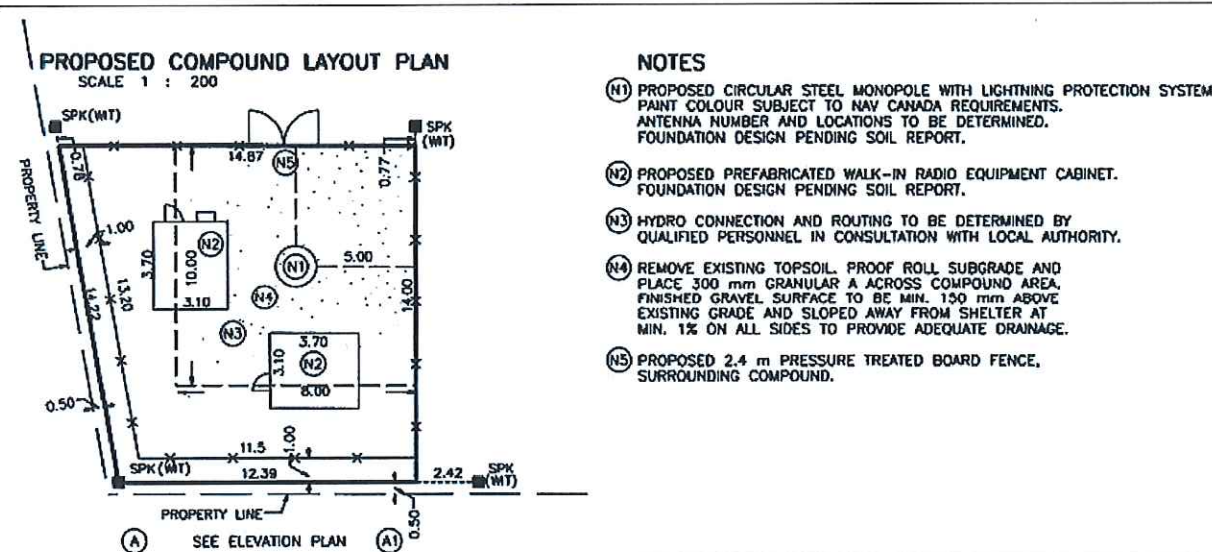 PROPOSED COMPOUND LAYOUT PLAN
SCALE 1 : 200
SPK(WIT)
SPK
(WIT)
14.87
N5
0.78
0.77
PROPERTY LINE
1.00
N2
3.70
10.00
3.10
N1
5.00
14.00
13.20
14.22
N4
N3
3.70
3.10
N2
8.00
0.50
11.5
1.00
SPK(WIT)
12.39
2.42
SPK
(WIT)
PROPERTY LINE
0.50
A SEE ELEVATION PLAN A1
NOTES
N1 PROPOSED CIRCULAR STEEL MONOPOLE WITH LIGHTNING PROTECTION SYSTEM
PAINT COLOUR SUBJECT TO NAV CANADA REQUIREMENTS.
ANTENNA NUMBER AND LOCATIONS TO BE DETERMINED.
FOUNDATION DESIGN PENDING SOIL REPORT.
N2 PROPOSED PREFABRICATED WALK-IN RADIO EQUIPMENT CABINET.
FOUNDATION DESIGN PENDING SOIL REPORT.
N3 HYDRO CONNECTION AND ROUTING TO BE DETERMINED BY
QUALIFIED PERSONNEL IN CONSULTATION WITH LOCAL AUTHORITY.
N4 REMOVE EXISTING TOPSOIL. PROOF ROLL SUBGRADE AND
PLACE 300 mm GRANULAR A ACROSS COMPOUND AREA,
FINISHED GRAVEL SURFACE TO BE MIN. 150 mm ABOVE
EXISTING GRADE AND SLOPED AWAY FROM SHELTER AT
MIN. 1% ON ALL SIDES TO PROVIDE ADEQUATE DRAINAGE.
N5 PROPOSED 2.4 m PRESSURE TREATED BOARD FENCE,
SURROUNDING COMPOUND.